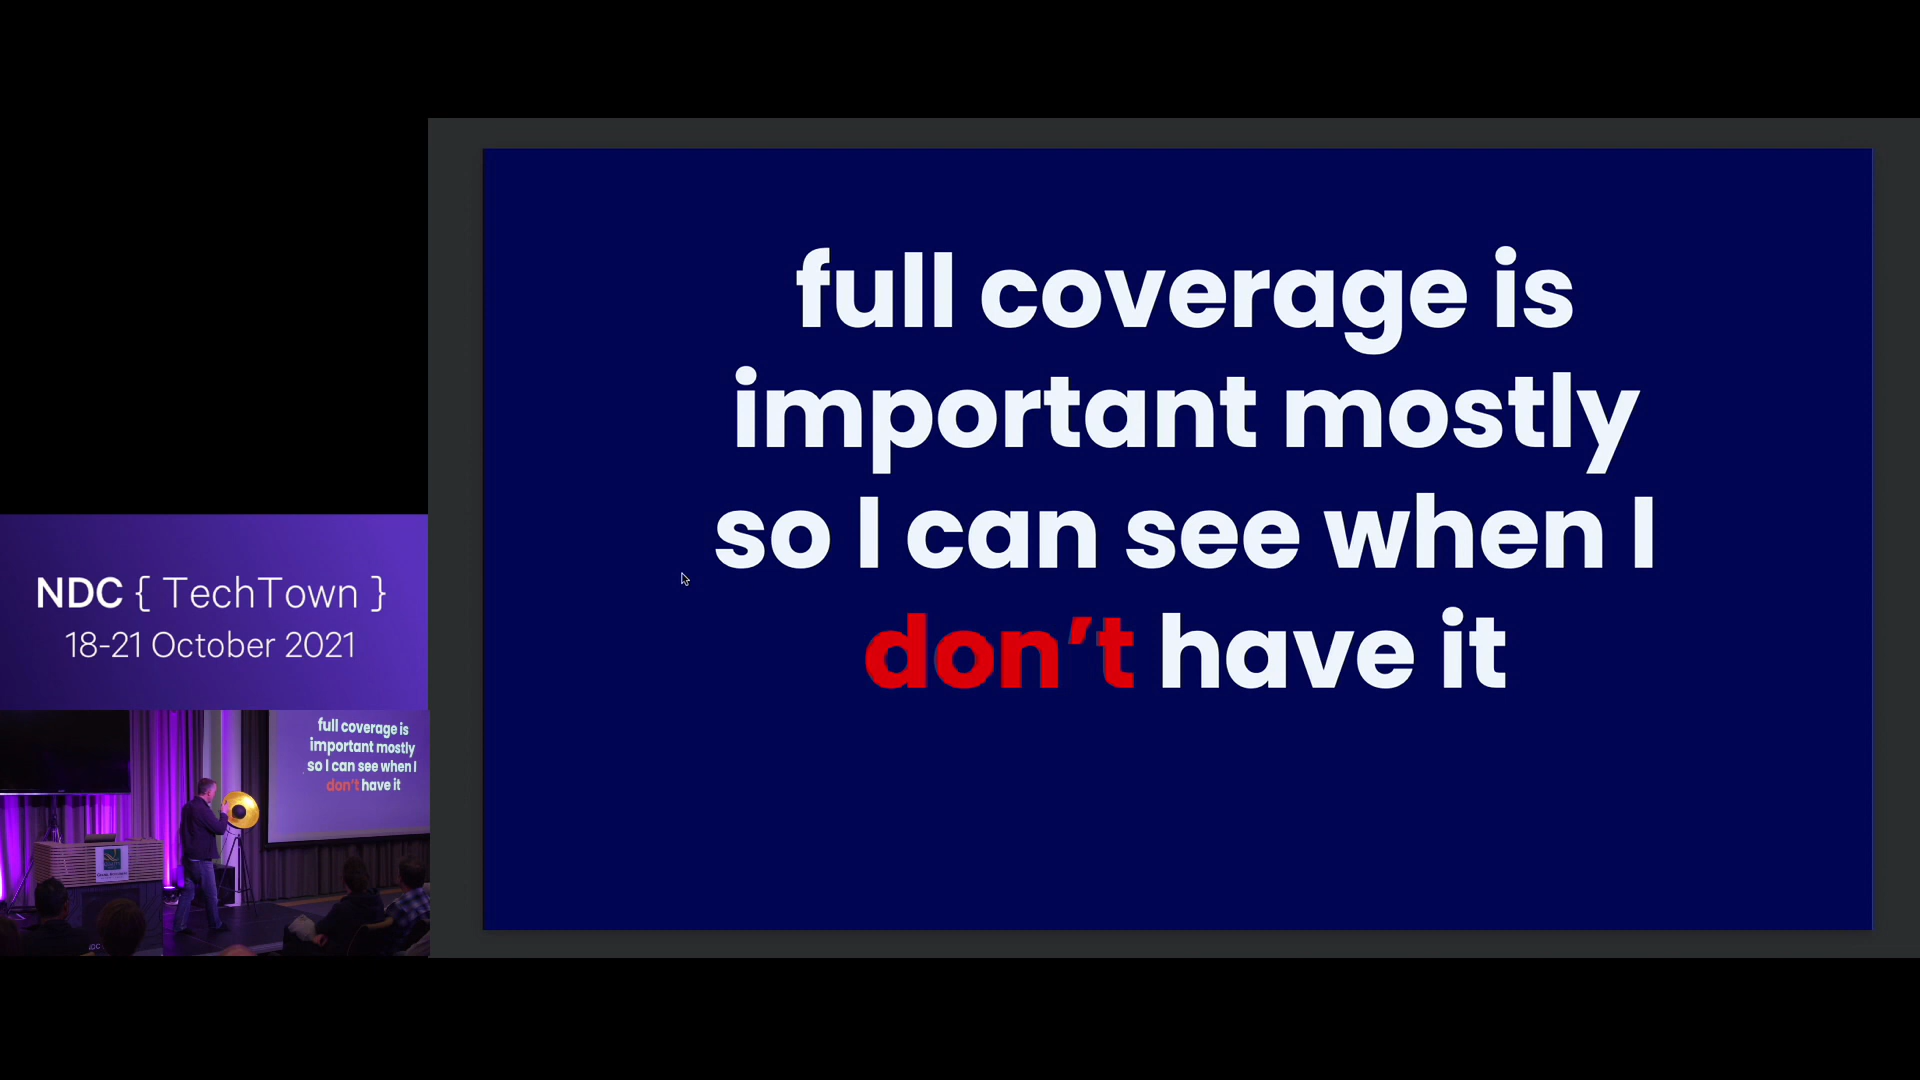 full coverage is
important mostly
so I can see when I
don't have it
NDC { TechTown }
18-21 October 2021
full coverage is
important mostly
so I can see when I
don't have it